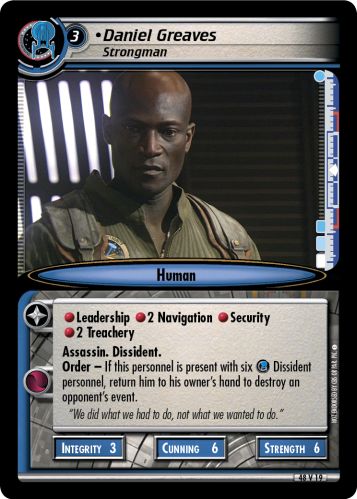 3
•Daniel Greaves
Strongman
Human
Leadership 2 Navigation Security
2 Treachery
Assassin. Dissident.
Order – If this personnel is present with six Dissident
personnel, return him to his owner's hand to destroy an
opponent's event.
"We did what we had to do, not what we wanted to do."
INTEGRITY 3 CUNNING 6 STRENGTH 6
48 V 19